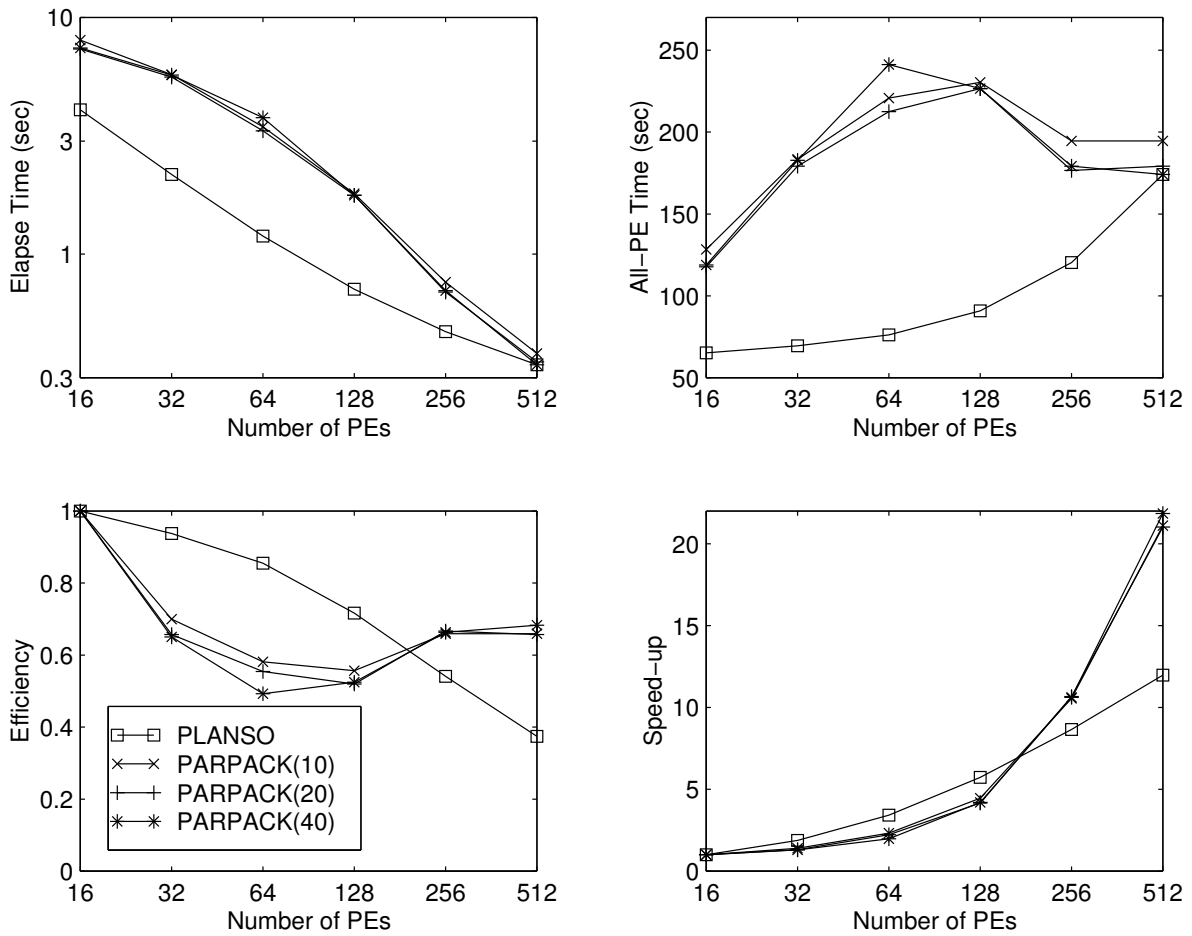 10
3
1
0.3
16 32 64 128 256 512
Number of PEs
Elapse Time (sec)
250
200
150
100
50
16 32 64 128 256 512
Number of PEs
All−PE Time (sec)
1
0.8
0.6
0.4
0.2
0
16 32 64 128 256 512
Number of PEs
Efficiency
PLANSO
PARPACK(10)
PARPACK(20)
PARPACK(40)
20
15
10
5
0
16 32 64 128 256 512
Number of PEs
Speed−up